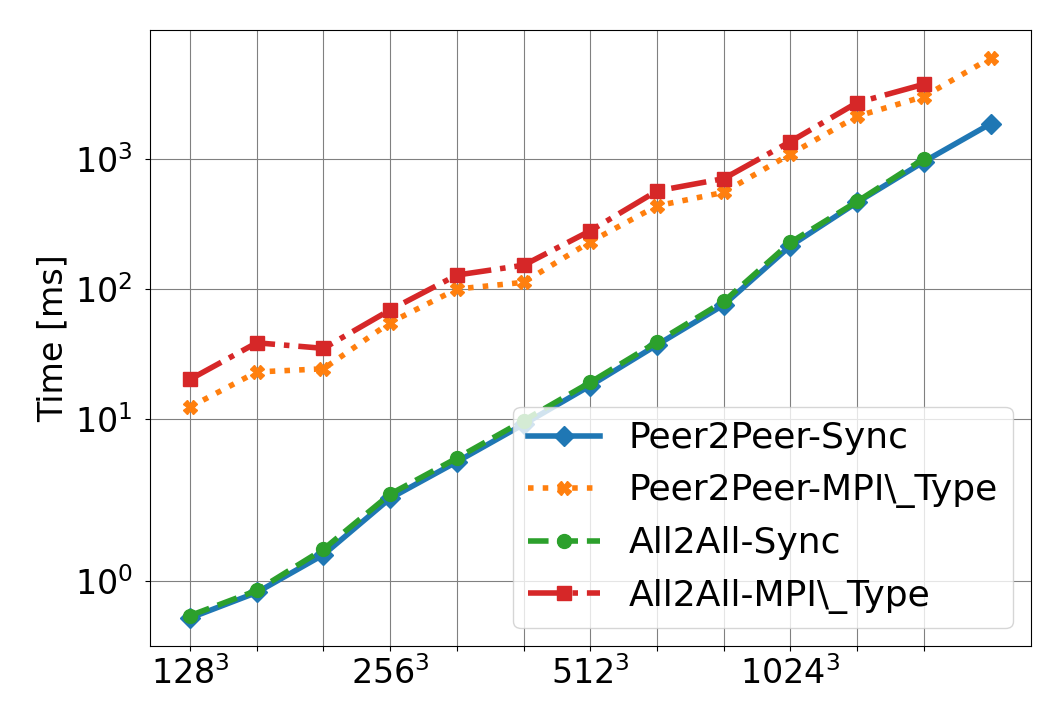 Time [ms]
10³
10²
10¹
10⁰
128³ 256³ 512³ 1024³
Peer2Peer-Sync
Peer2Peer-MPI\_Type
All2All-Sync
All2All-MPI\_Type